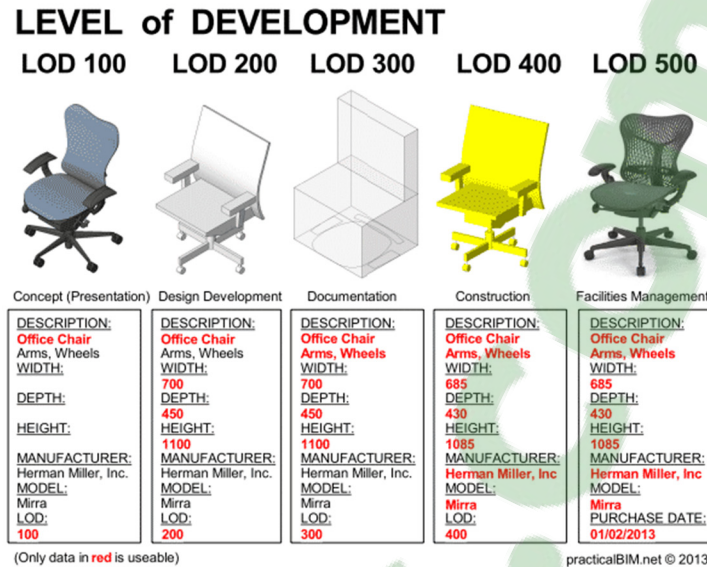 LEVEL of DEVELOPMENT
LOD 100
LOD 200
LOD 300
LOD 400
LOD 500
Concept (Presentation)
Design Development
Documentation
Construction
Facilities Management
DESCRIPTION:
Office Chair
Arms, Wheels
WIDTH:
DEPTH:
HEIGHT:
MANUFACTURER:
Herman Miller, Inc.
MODEL:
Mirra
LOD:
100
DESCRIPTION:
Office Chair
Arms, Wheels
WIDTH:
700
DEPTH:
450
HEIGHT:
1100
MANUFACTURER:
Herman Miller, Inc.
MODEL:
Mirra
LOD:
200
DESCRIPTION:
Office Chair
Arms, Wheels
WIDTH:
700
DEPTH:
450
HEIGHT:
1100
MANUFACTURER:
Herman Miller, Inc.
MODEL:
Mirra
LOD:
300
DESCRIPTION:
Office Chair
Arms, Wheels
WIDTH:
685
DEPTH:
430
HEIGHT:
1085
MANUFACTURER:
Herman Miller, Inc
MODEL:
Mirra
LOD:
400
DESCRIPTION:
Office Chair
Arms, Wheels
WIDTH:
685
DEPTH:
430
HEIGHT:
1085
MANUFACTURER:
Herman Miller, Inc
MODEL:
Mirra
PURCHASE DATE:
01/02/2013
(Only data in red is useable)
practicalBIM.net © 2013